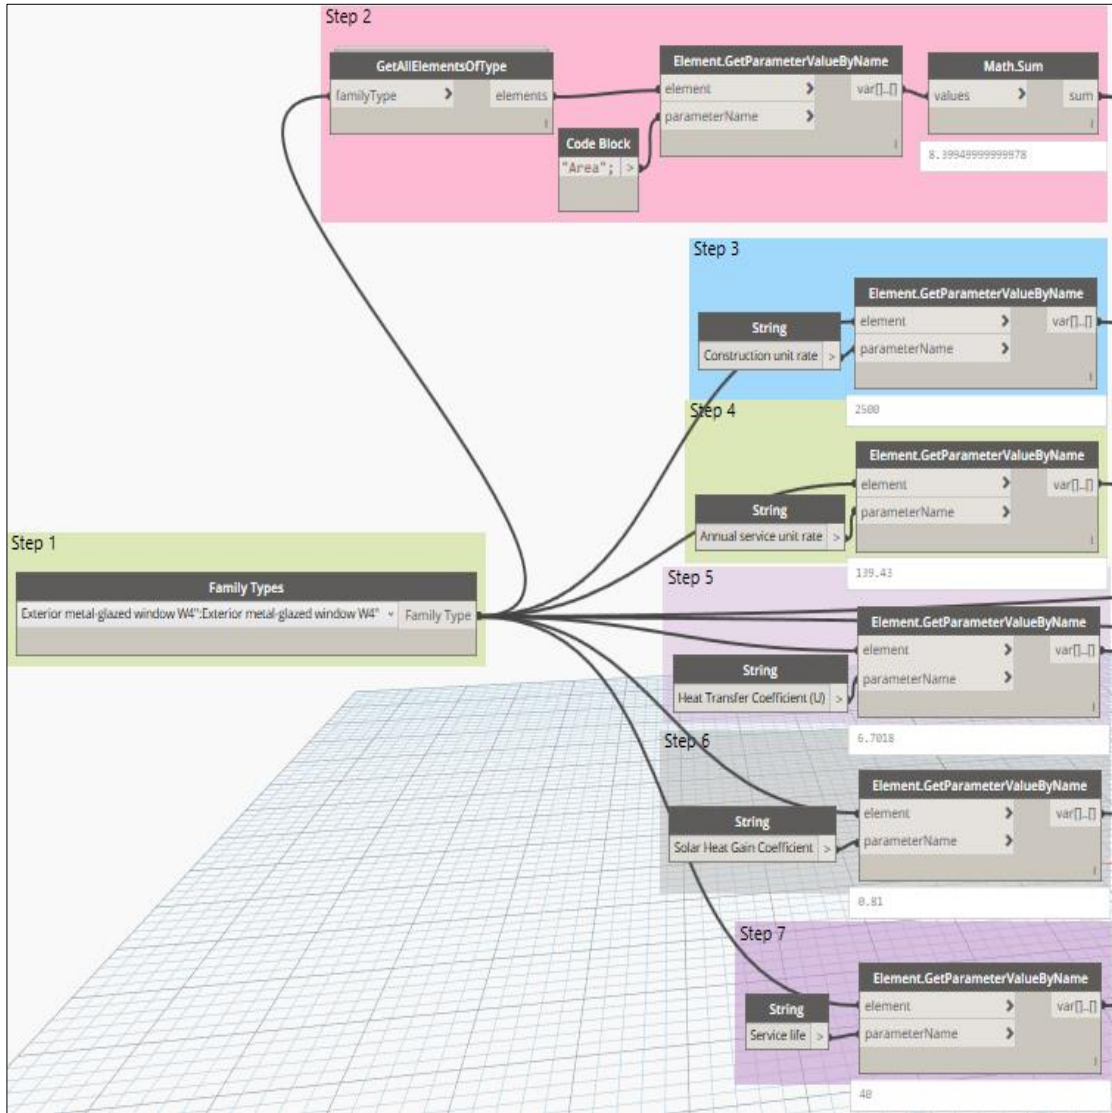 Step 2
GetAllElementsOfType
familyType > elements
Element.GetParameterValueByName
element > var[]..[]
parameterName >
Math.Sum
values > sum
Code Block
"Area"; >
8.39949999999978
Step 3
Element.GetParameterValueByName
element > var[]..[]
parameterName >
String
Construction unit rate >
2500
Step 4
Element.GetParameterValueByName
element > var[]..[]
parameterName >
String
Annual service unit rate >
139.43
Step 1
Family Types
Exterior metal-glazed window W4":Exterior metal-glazed window W4" Family Type
Step 5
Element.GetParameterValueByName
element > var[]..[]
parameterName >
String
Heat Transfer Coefficient (U) >
6.7018
Step 6
Element.GetParameterValueByName
element > var[]..[]
parameterName >
String
Solar Heat Gain Coefficient >
0.81
Step 7
Element.GetParameterValueByName
element > var[]..[]
parameterName >
String
Service life >
40